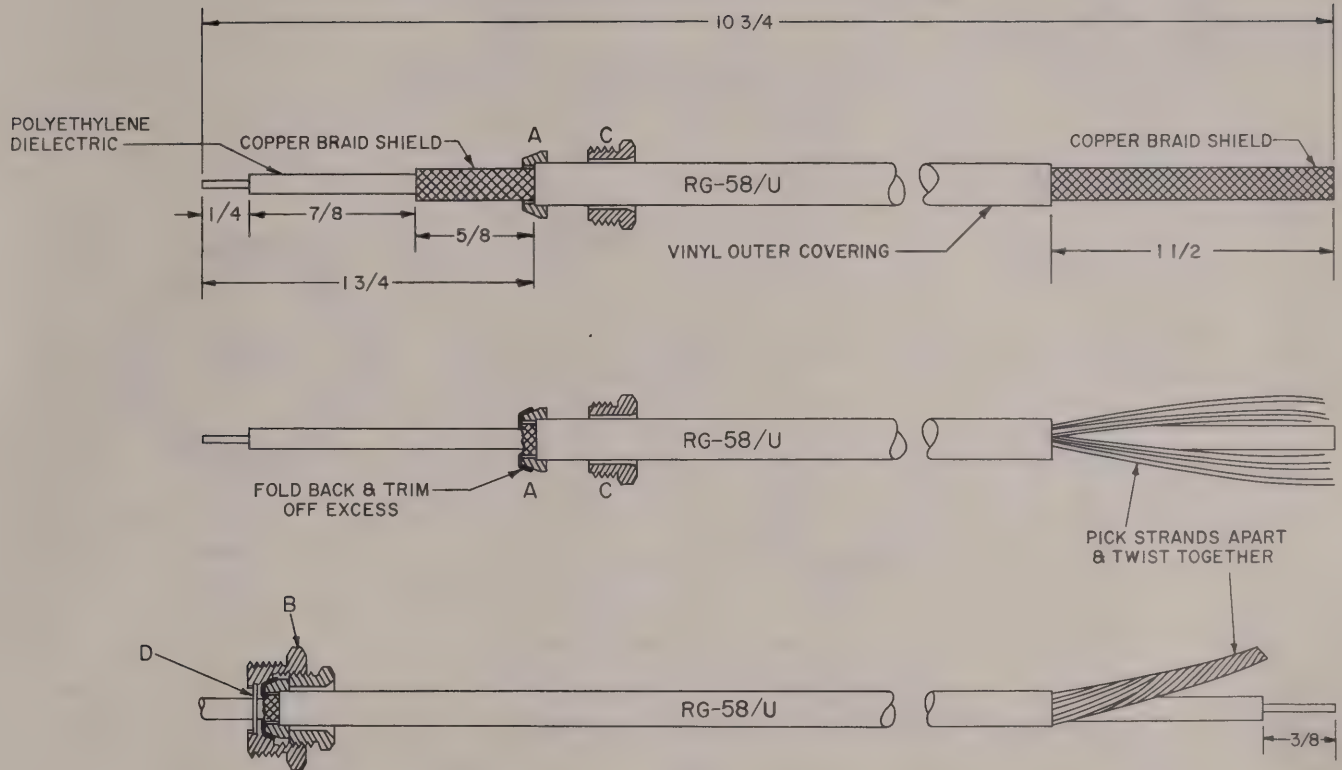 10 3/4
POLYETHYLENE
DIELECTRIC
COPPER BRAID SHIELD
A
C
COPPER BRAID SHIELD
RG-58/U
1/4
7/8
5/8
VINYL OUTER COVERING
1 1/2
1 3/4
RG-58/U
FOLD BACK & TRIM
OFF EXCESS
A
C
PICK STRANDS APART
& TWIST TOGETHER
B
D
RG-58/U
3/8